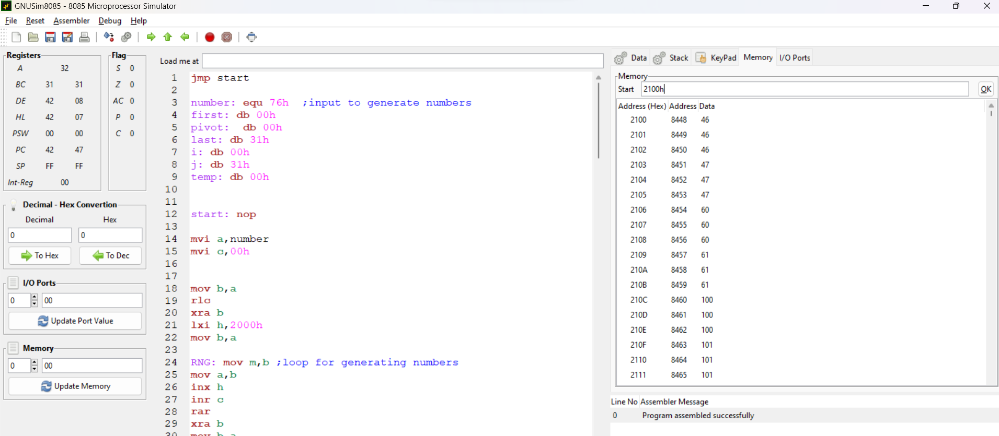 GNUSim8085 - 8085 Microprocessor Simulator
File Reset Assembler Debug Help
Registers
A 32
BC 31 31
DE 42 08
HL 42 07
PSW 00 00
PC 42 47
SP FF FF
Int-Reg 00
Flag
S 0
Z 0
AC 0
P 0
C 0
Decimal - Hex Convertion
Decimal Hex
0 0
To Hex To Dec
I/O Ports
0 00
Update Port Value
Memory
0 00
Update Memory
Load me at
1 jmp start
2
3 number: equ 76h ;input to generate numbers
4 first: db 00h
5 pivot: db 00h
6 last: db 31h
7 i: db 00h
8 j: db 31h
9 temp: db 00h
10
11
12 start: nop
13
14 mvi a,number
15 mvi c,00h
16
17
18 mov b,a
19 rlc
20 xra b
21 lxi h,2000h
22 mov b,a
23
24 RNG: mov m,b ;loop for generating numbers
25 mov a,b
26 inx h
27 inr c
28 rar
29 xra b
30 mov b,a
Data Stack KeyPad Memory I/O Ports
Memory
Start 2100h OK
Address (Hex) Address Data
2100 8448 46
2101 8449 46
2102 8450 46
2103 8451 47
2104 8452 47
2105 8453 47
2106 8454 60
2107 8455 60
2108 8456 60
2109 8457 61
210A 8458 61
210B 8459 61
210C 8460 100
210D 8461 100
210E 8462 100
210F 8463 101
2110 8464 101
2111 8465 101
Line No Assembler Message
0 Program assembled successfully